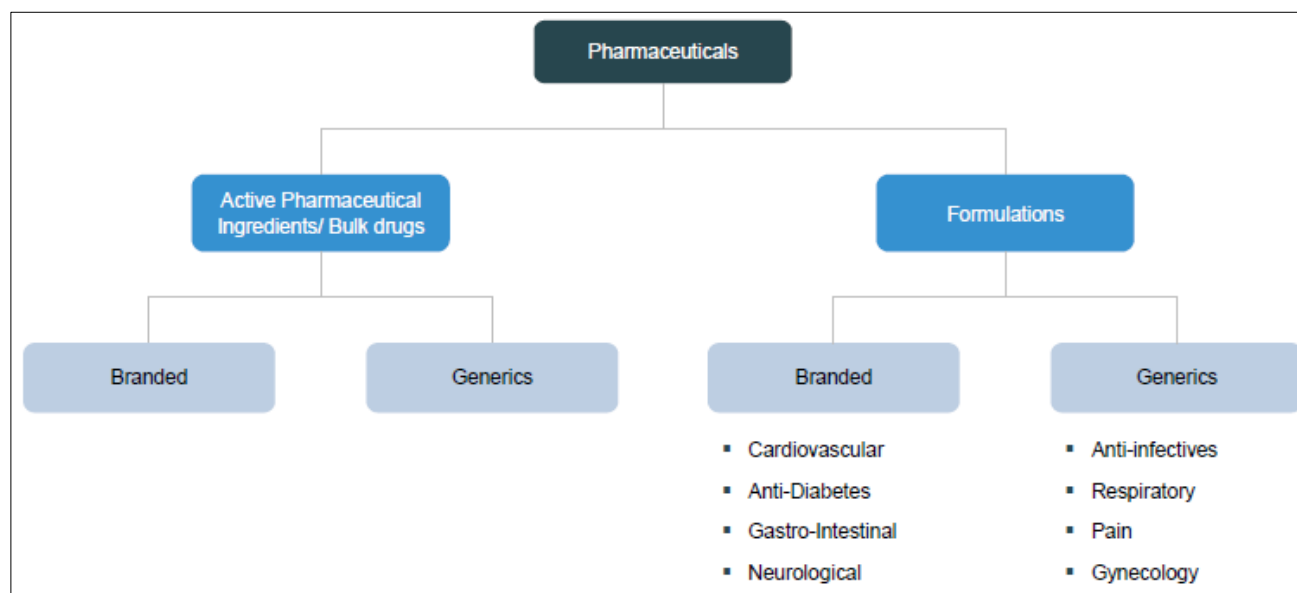 Pharmaceuticals
Active Pharmaceutical
Ingredients/ Bulk drugs
Formulations
Branded
Generics
Branded
Generics
▪ Cardiovascular
▪ Anti-Diabetes
▪ Gastro-Intestinal
▪ Neurological
▪ Anti-infectives
▪ Respiratory
▪ Pain
▪ Gynecology